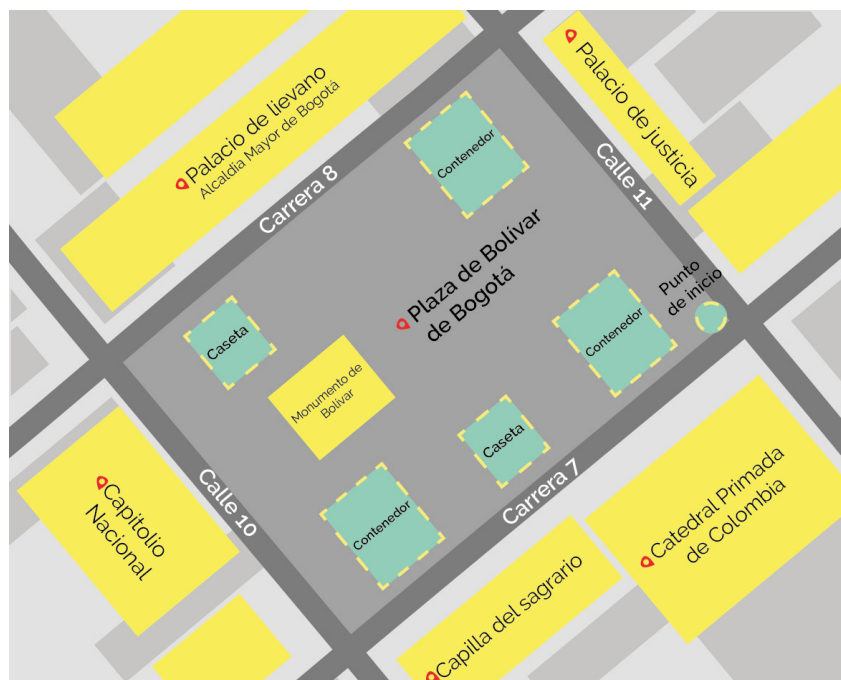 Palacio de lievano
Alcaldia Mayor de Bogotá
Carrera 8
Contenedor
Palacio de justicia
Calle 11
Plaza de Bolívar
de Bogotá
Punto
de inicio
Caseta
Monumento de
Bolívar
Contenedor
Caseta
Contenedor
Carrera 7
Calle 10
Capitolio
Nacional
Catedral Primada
de Colombia
Capilla del sagrario